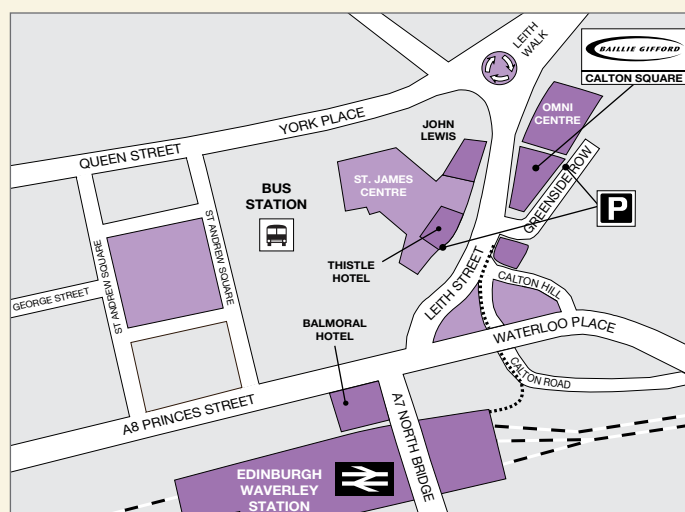 LEITH
WALK
BAILLIE GIFFORD
CALTON SQUARE
OMNI
CENTRE
YORK PLACE
JOHN
LEWIS
QUEEN STREET
ST. JAMES
CENTRE
GREENSIDE ROW
BUS
STATION
P
ST ANDREW SQUARE
ST ANDREW SQUARE
THISTLE
HOTEL
LEITH STREET
CALTON HILL
GEORGE STREET
BALMORAL
HOTEL
WATERLOO PLACE
CALTON ROAD
A8 PRINCES STREET
A7 NORTH BRIDGE
EDINBURGH
WAVERLEY
STATION